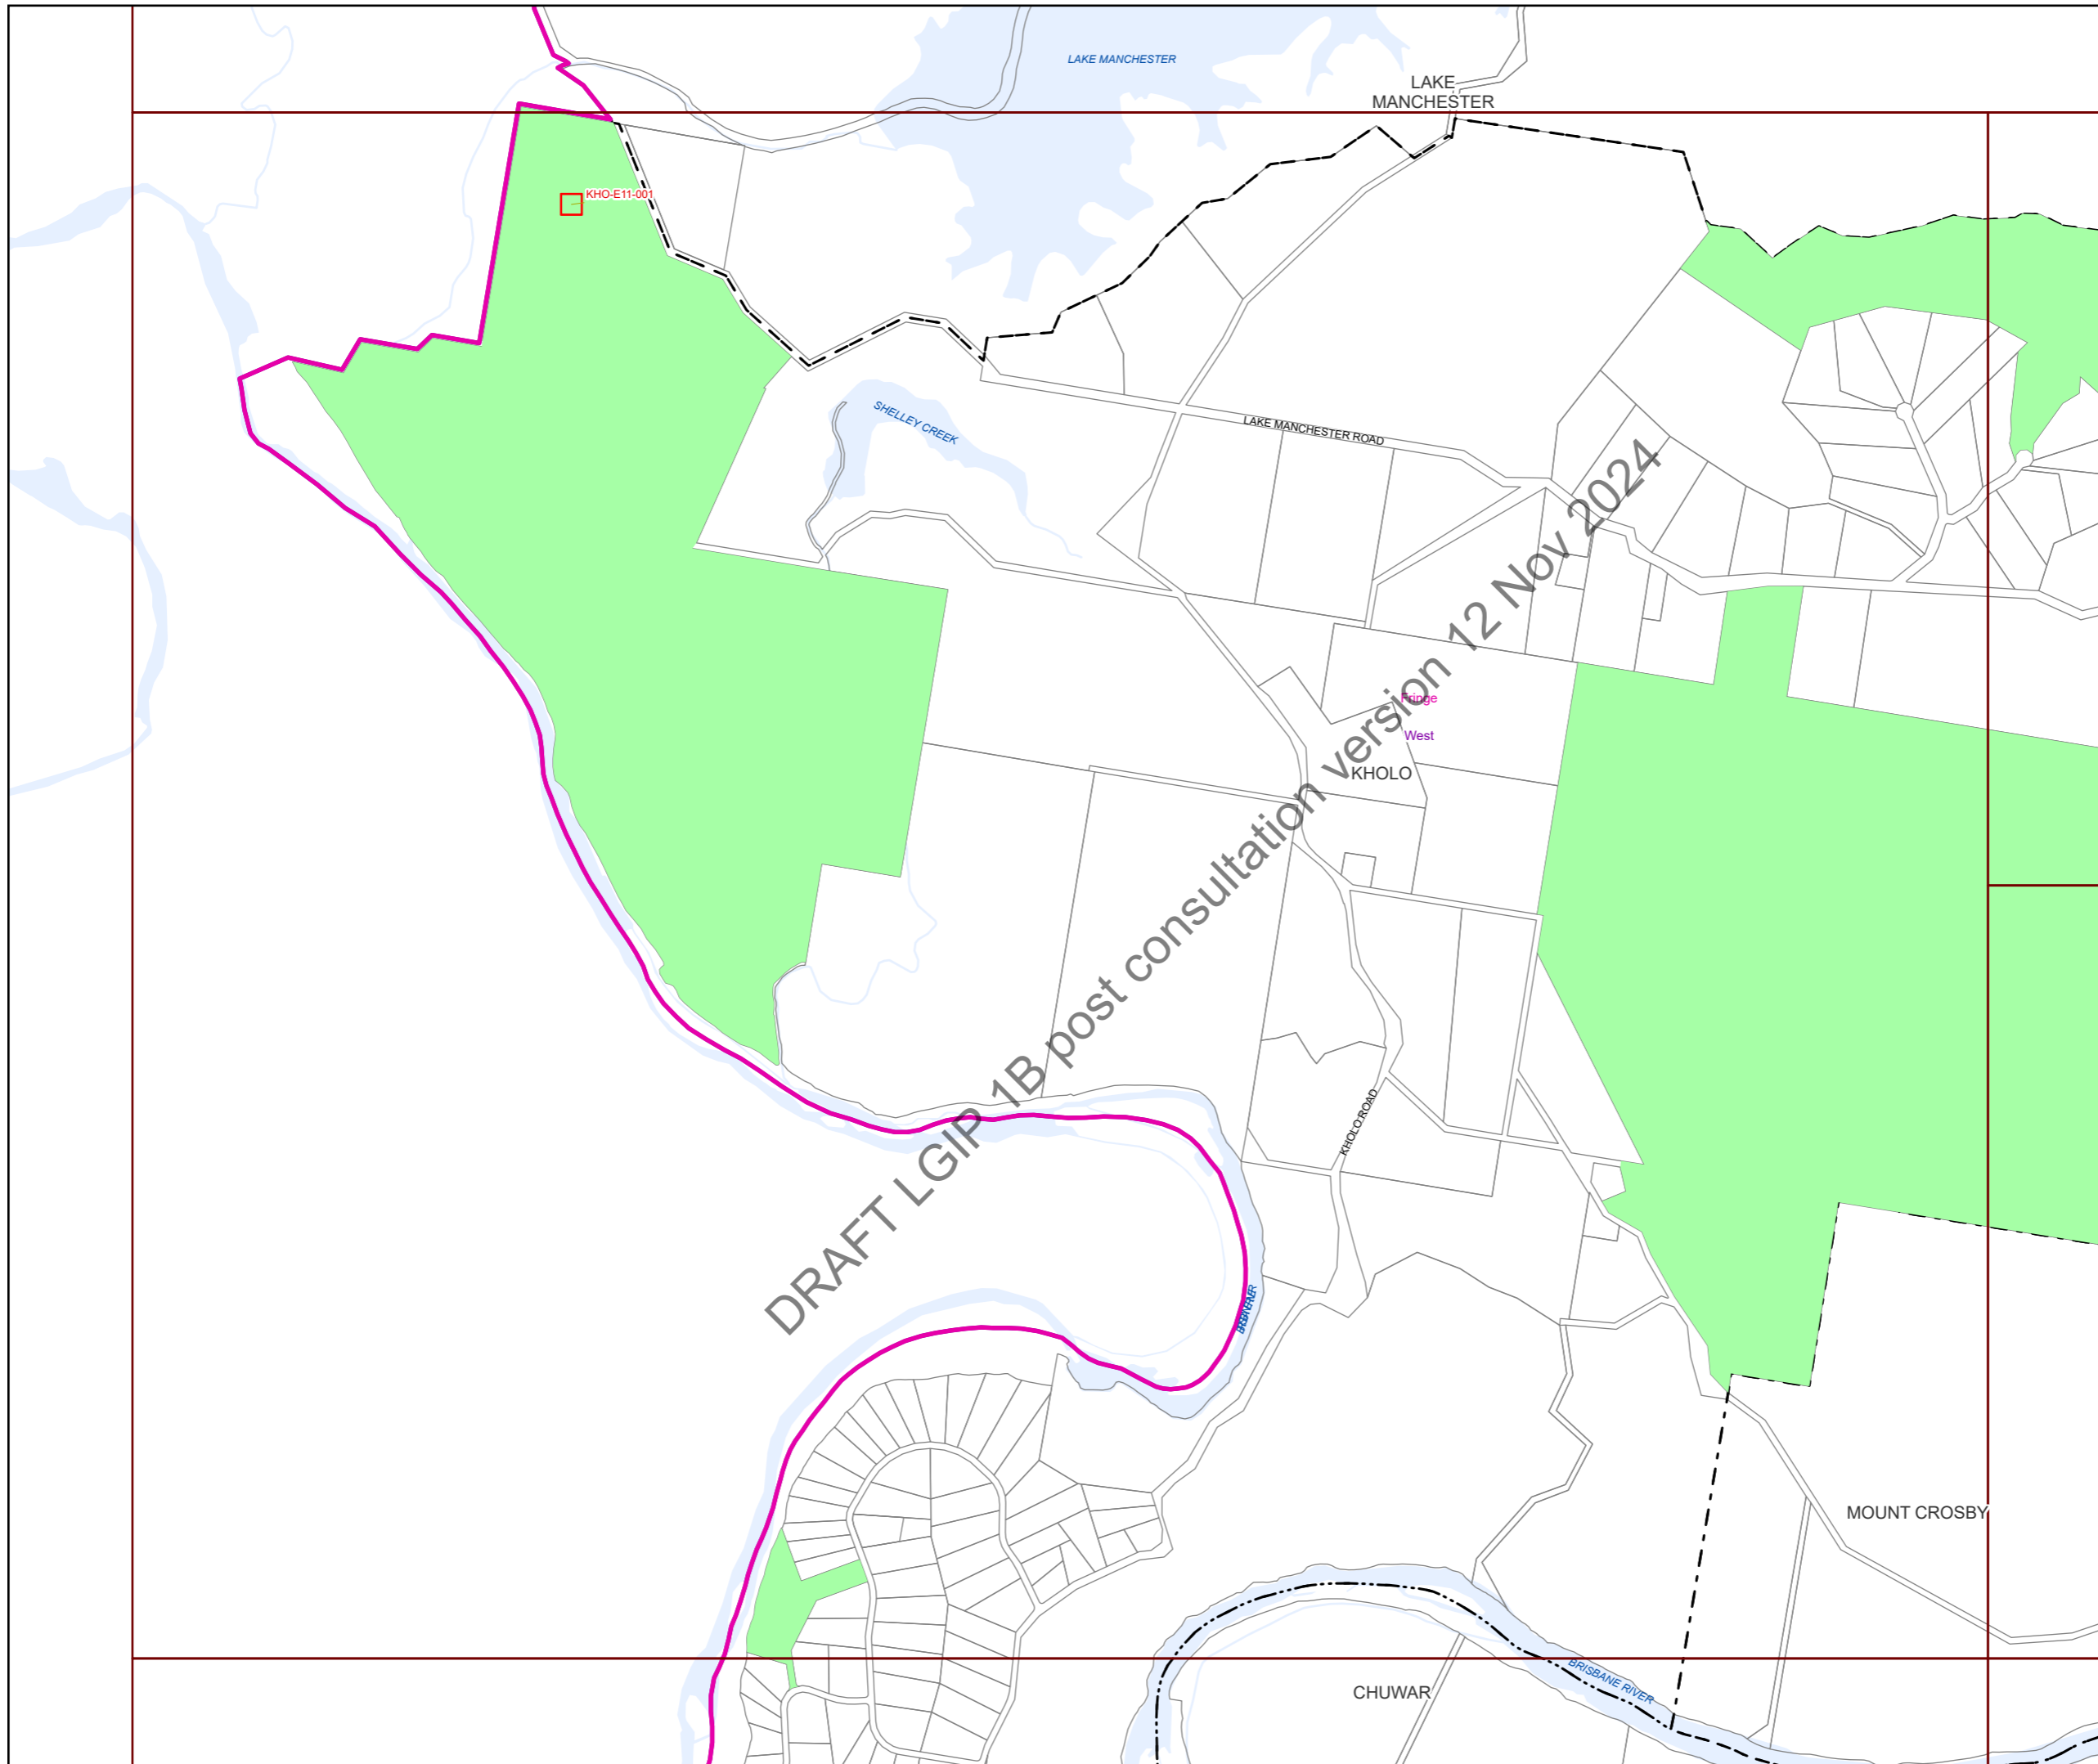 LAKE MANCHESTER
LAKE
MANCHESTER
KHO-E11-001
SHELLEY CREEK
LAKE MANCHESTER ROAD
DRAFT LGIP 1B post consultation version 12 Nov 2024
Fringe
West
KHOLO
KHOLO ROAD
MOUNT CROSBY
BRISBANE RIVER
CHUWAR